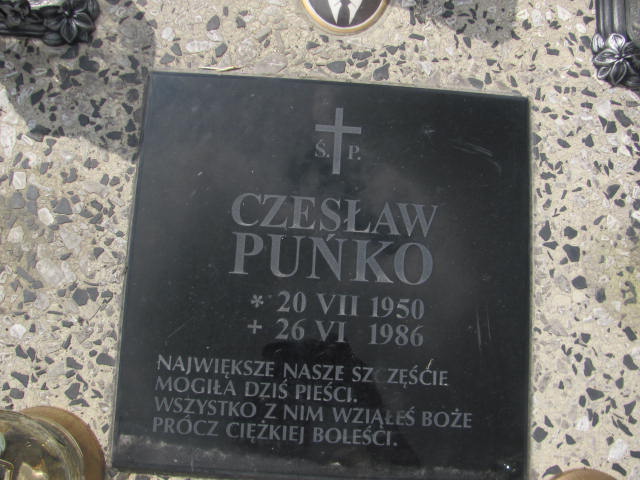 Ś. P.
CZESŁAW
PUŃKO
* 20 VII 1950
+ 26 VI 1986
NAJWIĘKSZE NASZE SZCZĘŚCIE
MOGIŁA DZIŚ PIEŚCI.
WSZYSTKO Z NIM WZIĄŁEŚ BOŻE
PRÓCZ CIĘŻKIEJ BOLEŚCI.